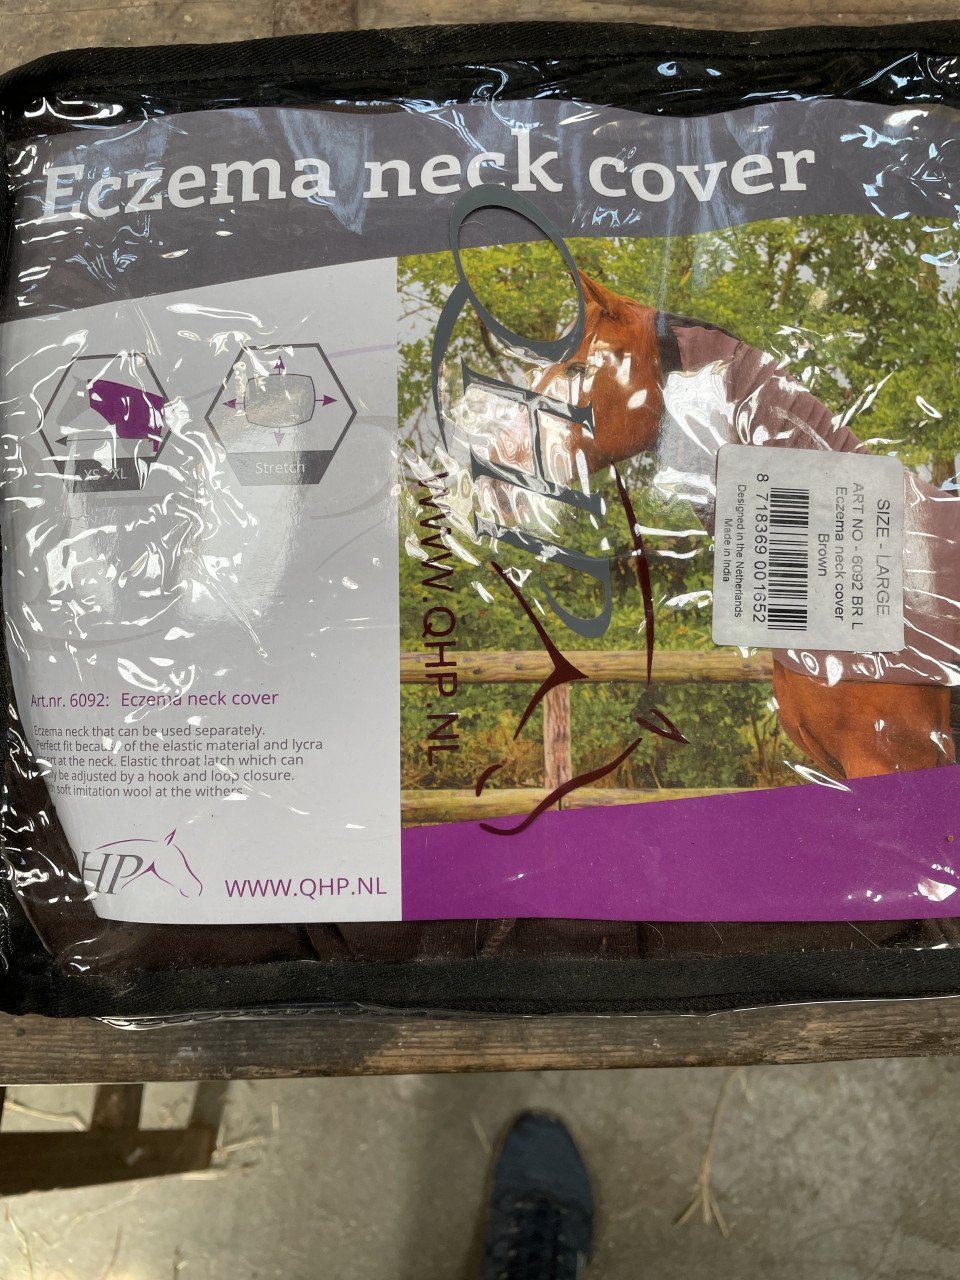 Eczema neck cover
XS - XL
Stretch
Art.nr. 6092: Eczema neck cover
Eczema neck that can be used separately.
Perfect fit because of the elastic material and lycra
at the neck. Elastic throat latch which can
be adjusted by a hook and loop closure.
soft imitation wool at the withers
HP
WWW.QHP.NL
QHP
WWW.QHP.NL
SIZE - LARGE
ART NO - 6092 BR L
Eczema neck cover
Brown
8 718369 001652
Designed in the Netherlands
Made in India